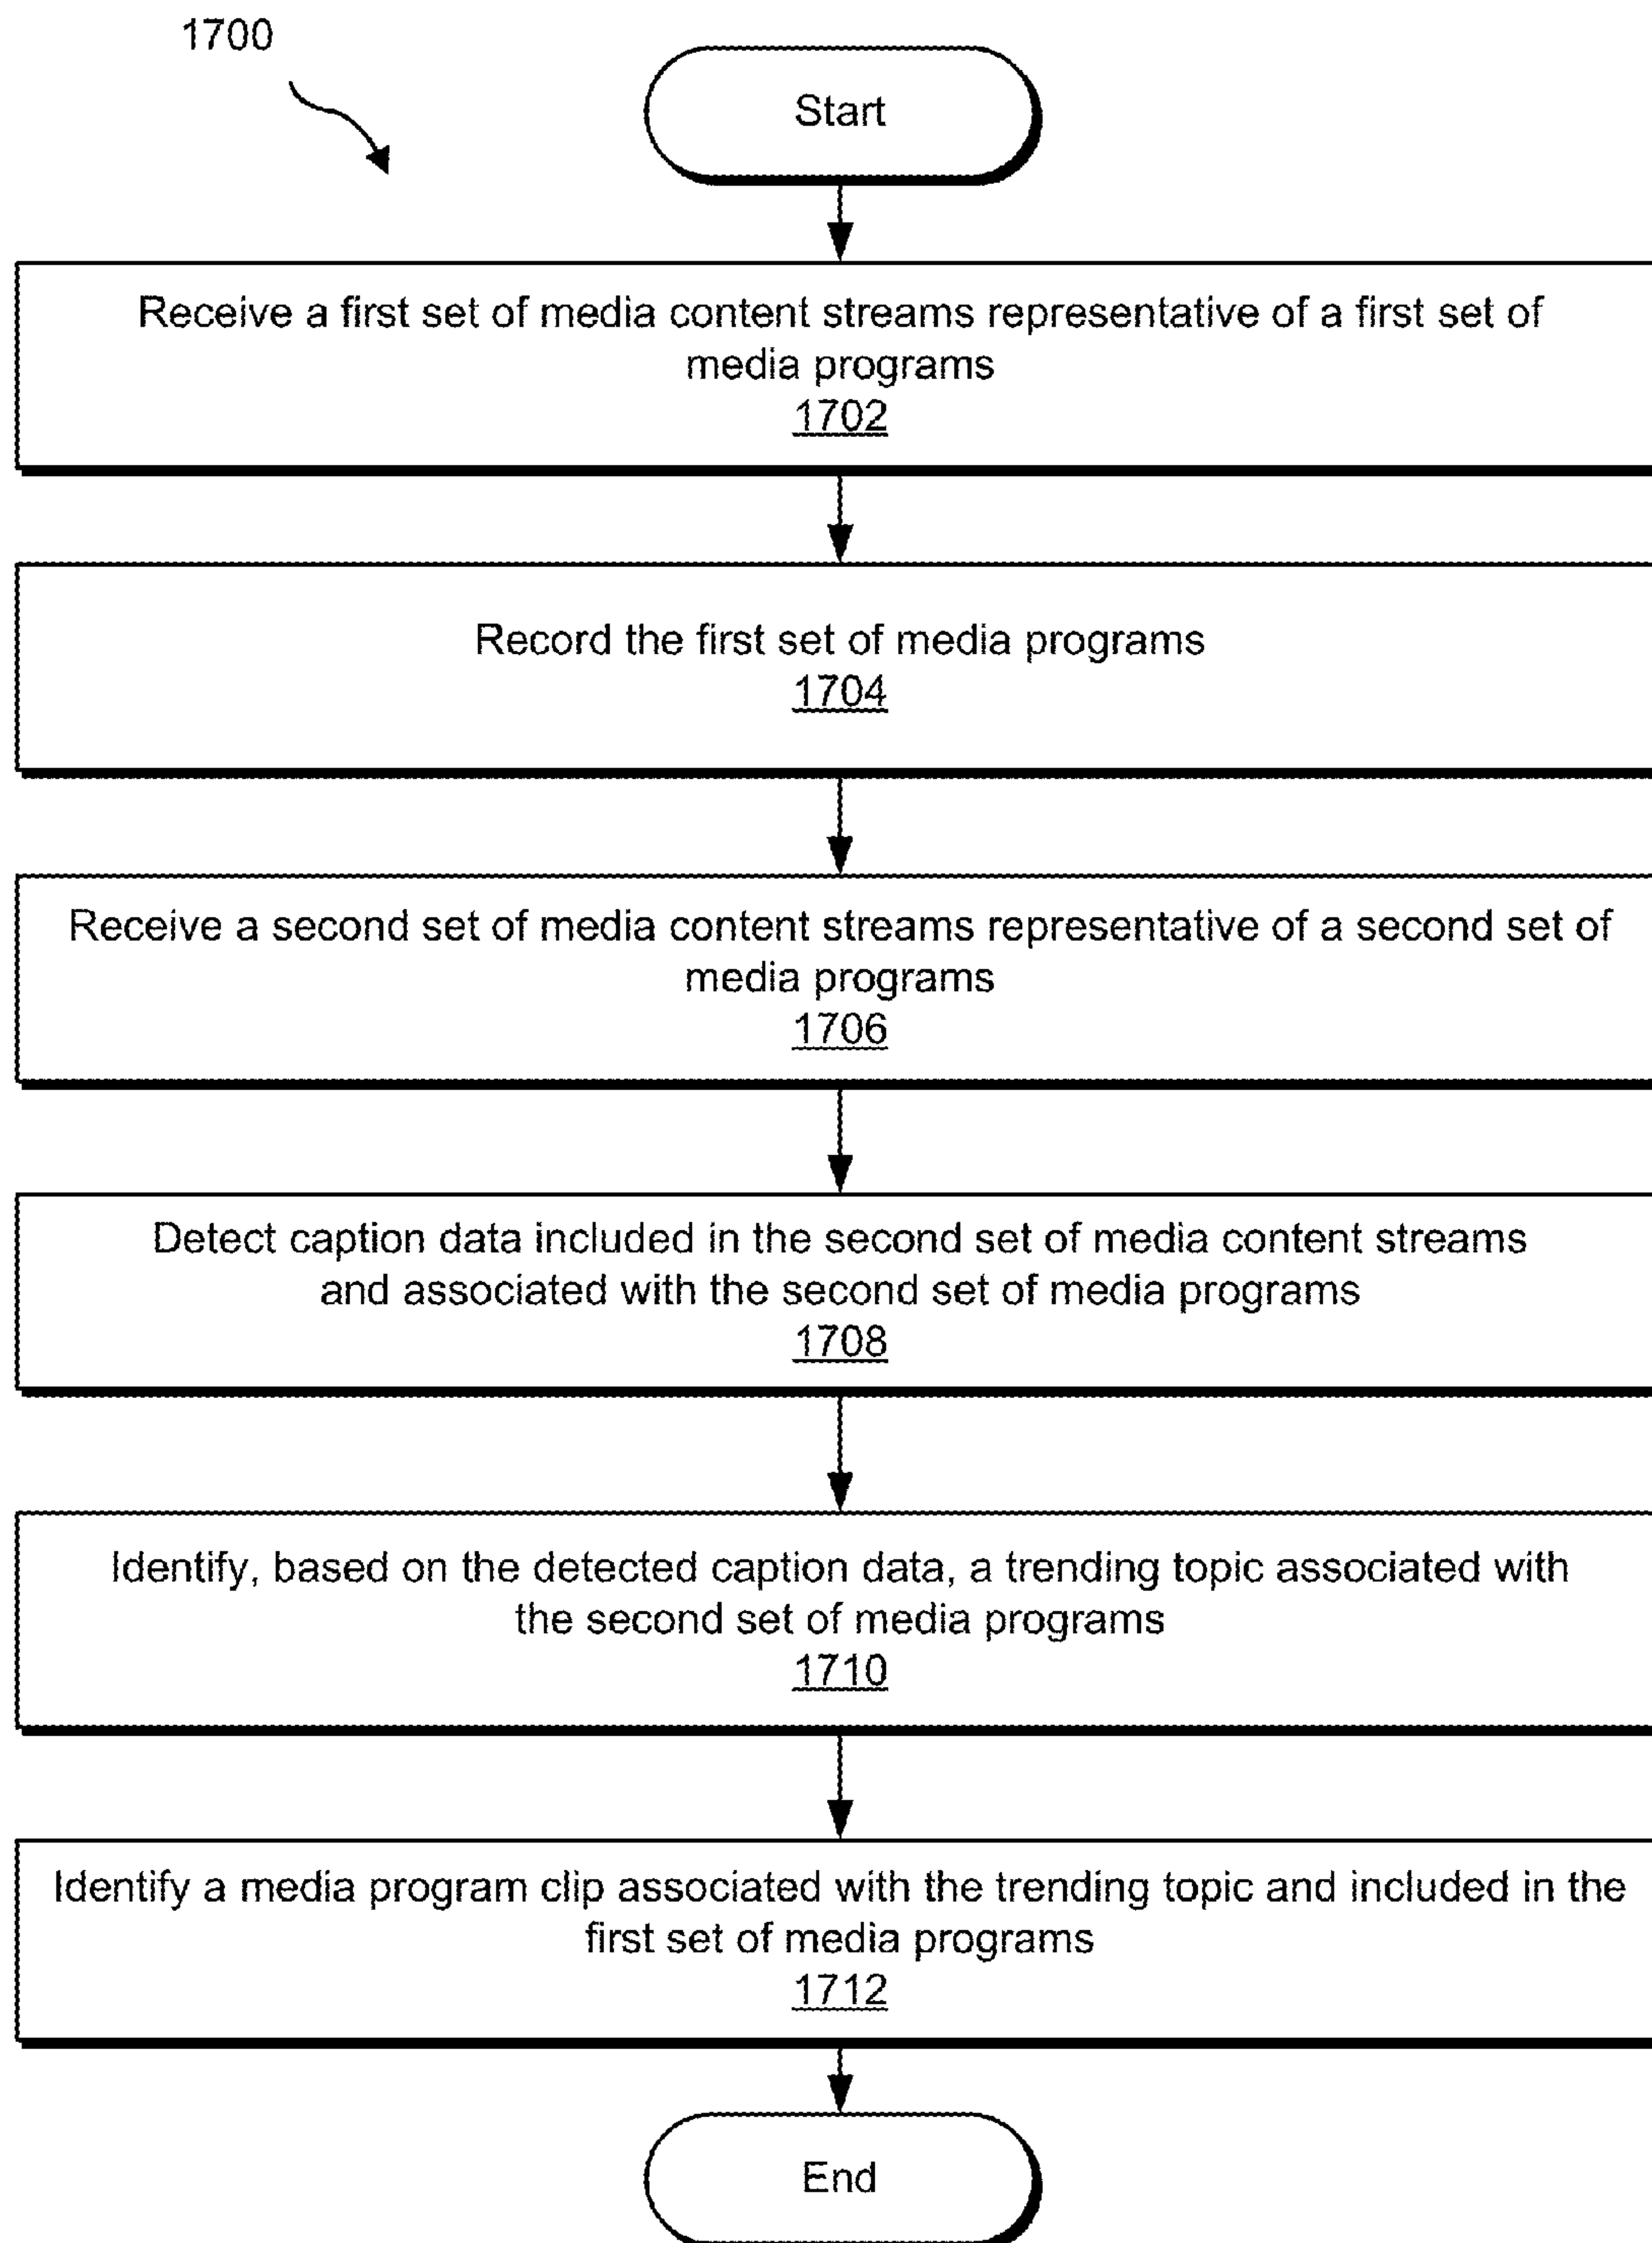 1700
Start
Receive a first set of media content streams representative of a first set of
media programs
1702
Record the first set of media programs
1704
Receive a second set of media content streams representative of a second set of
media programs
1706
Detect caption data included in the second set of media content streams
and associated with the second set of media programs
1708
Identify, based on the detected caption data, a trending topic associated with
the second set of media programs
1710
Identify a media program clip associated with the trending topic and included in the
first set of media programs
1712
End